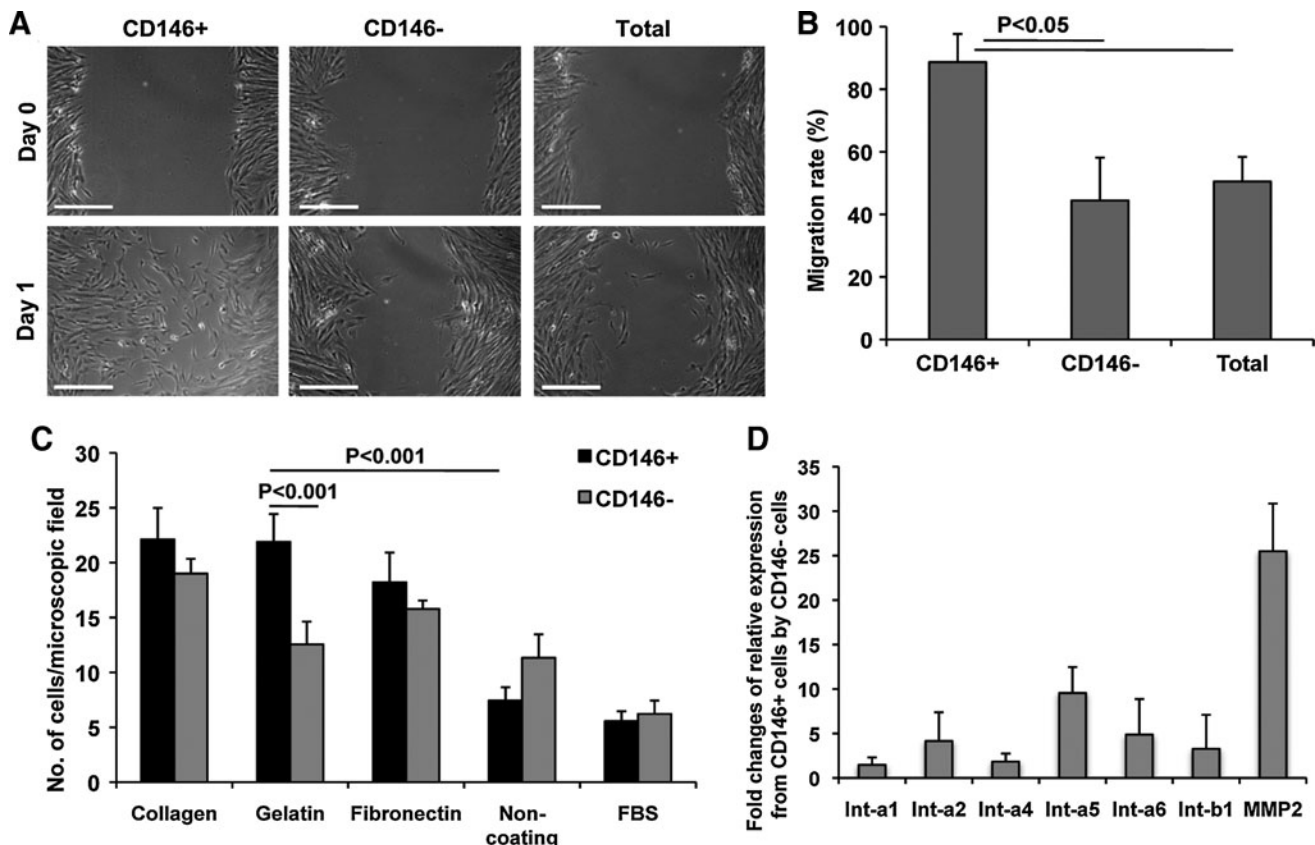 A
CD146+
CD146-
Total
Day 0
Day 1
B
P<0.05
Migration rate (%)
100
80
60
40
20
0
CD146+
CD146-
Total
C
No. of cells/microscopic field
30
25
20
15
10
5
0
P<0.001
P<0.001
CD146+
CD146-
Collagen
Gelatin
Fibronectin
Non-
coating
FBS
D
Fold changes of relative expression
from CD146+ cells by CD146- cells
35
30
25
20
15
10
5
0
Int-a1
Int-a2
Int-a4
Int-a5
Int-a6
Int-b1
MMP2